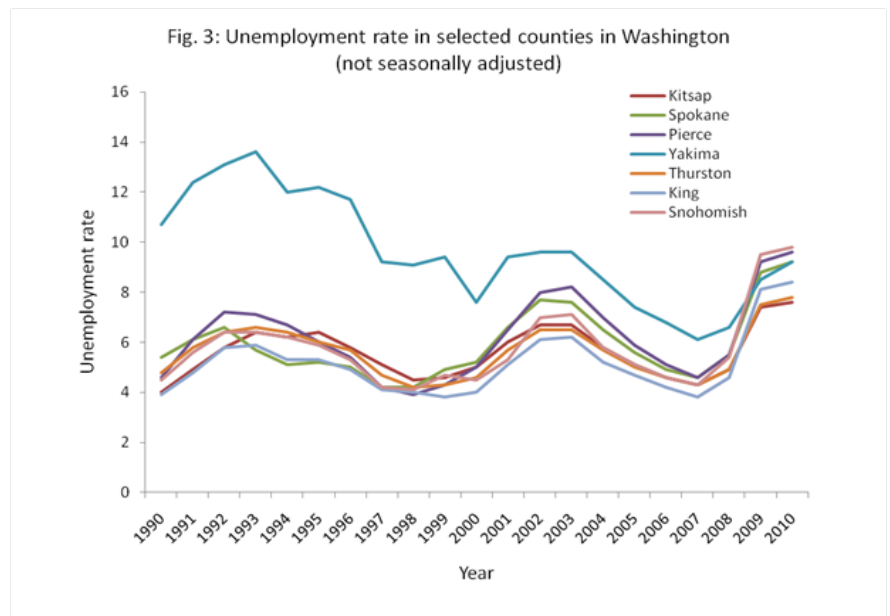 Fig. 3: Unemployment rate in selected counties in Washington
(not seasonally adjusted)
16
14
12
10
8
6
4
2
0
Unemployment rate
Kitsap
Spokane
Pierce
Yakima
Thurston
King
Snohomish
1990
1991
1992
1993
1994
1995
1996
1997
1998
1999
2000
2001
2002
2003
2004
2005
2006
2007
2008
2009
2010
Year